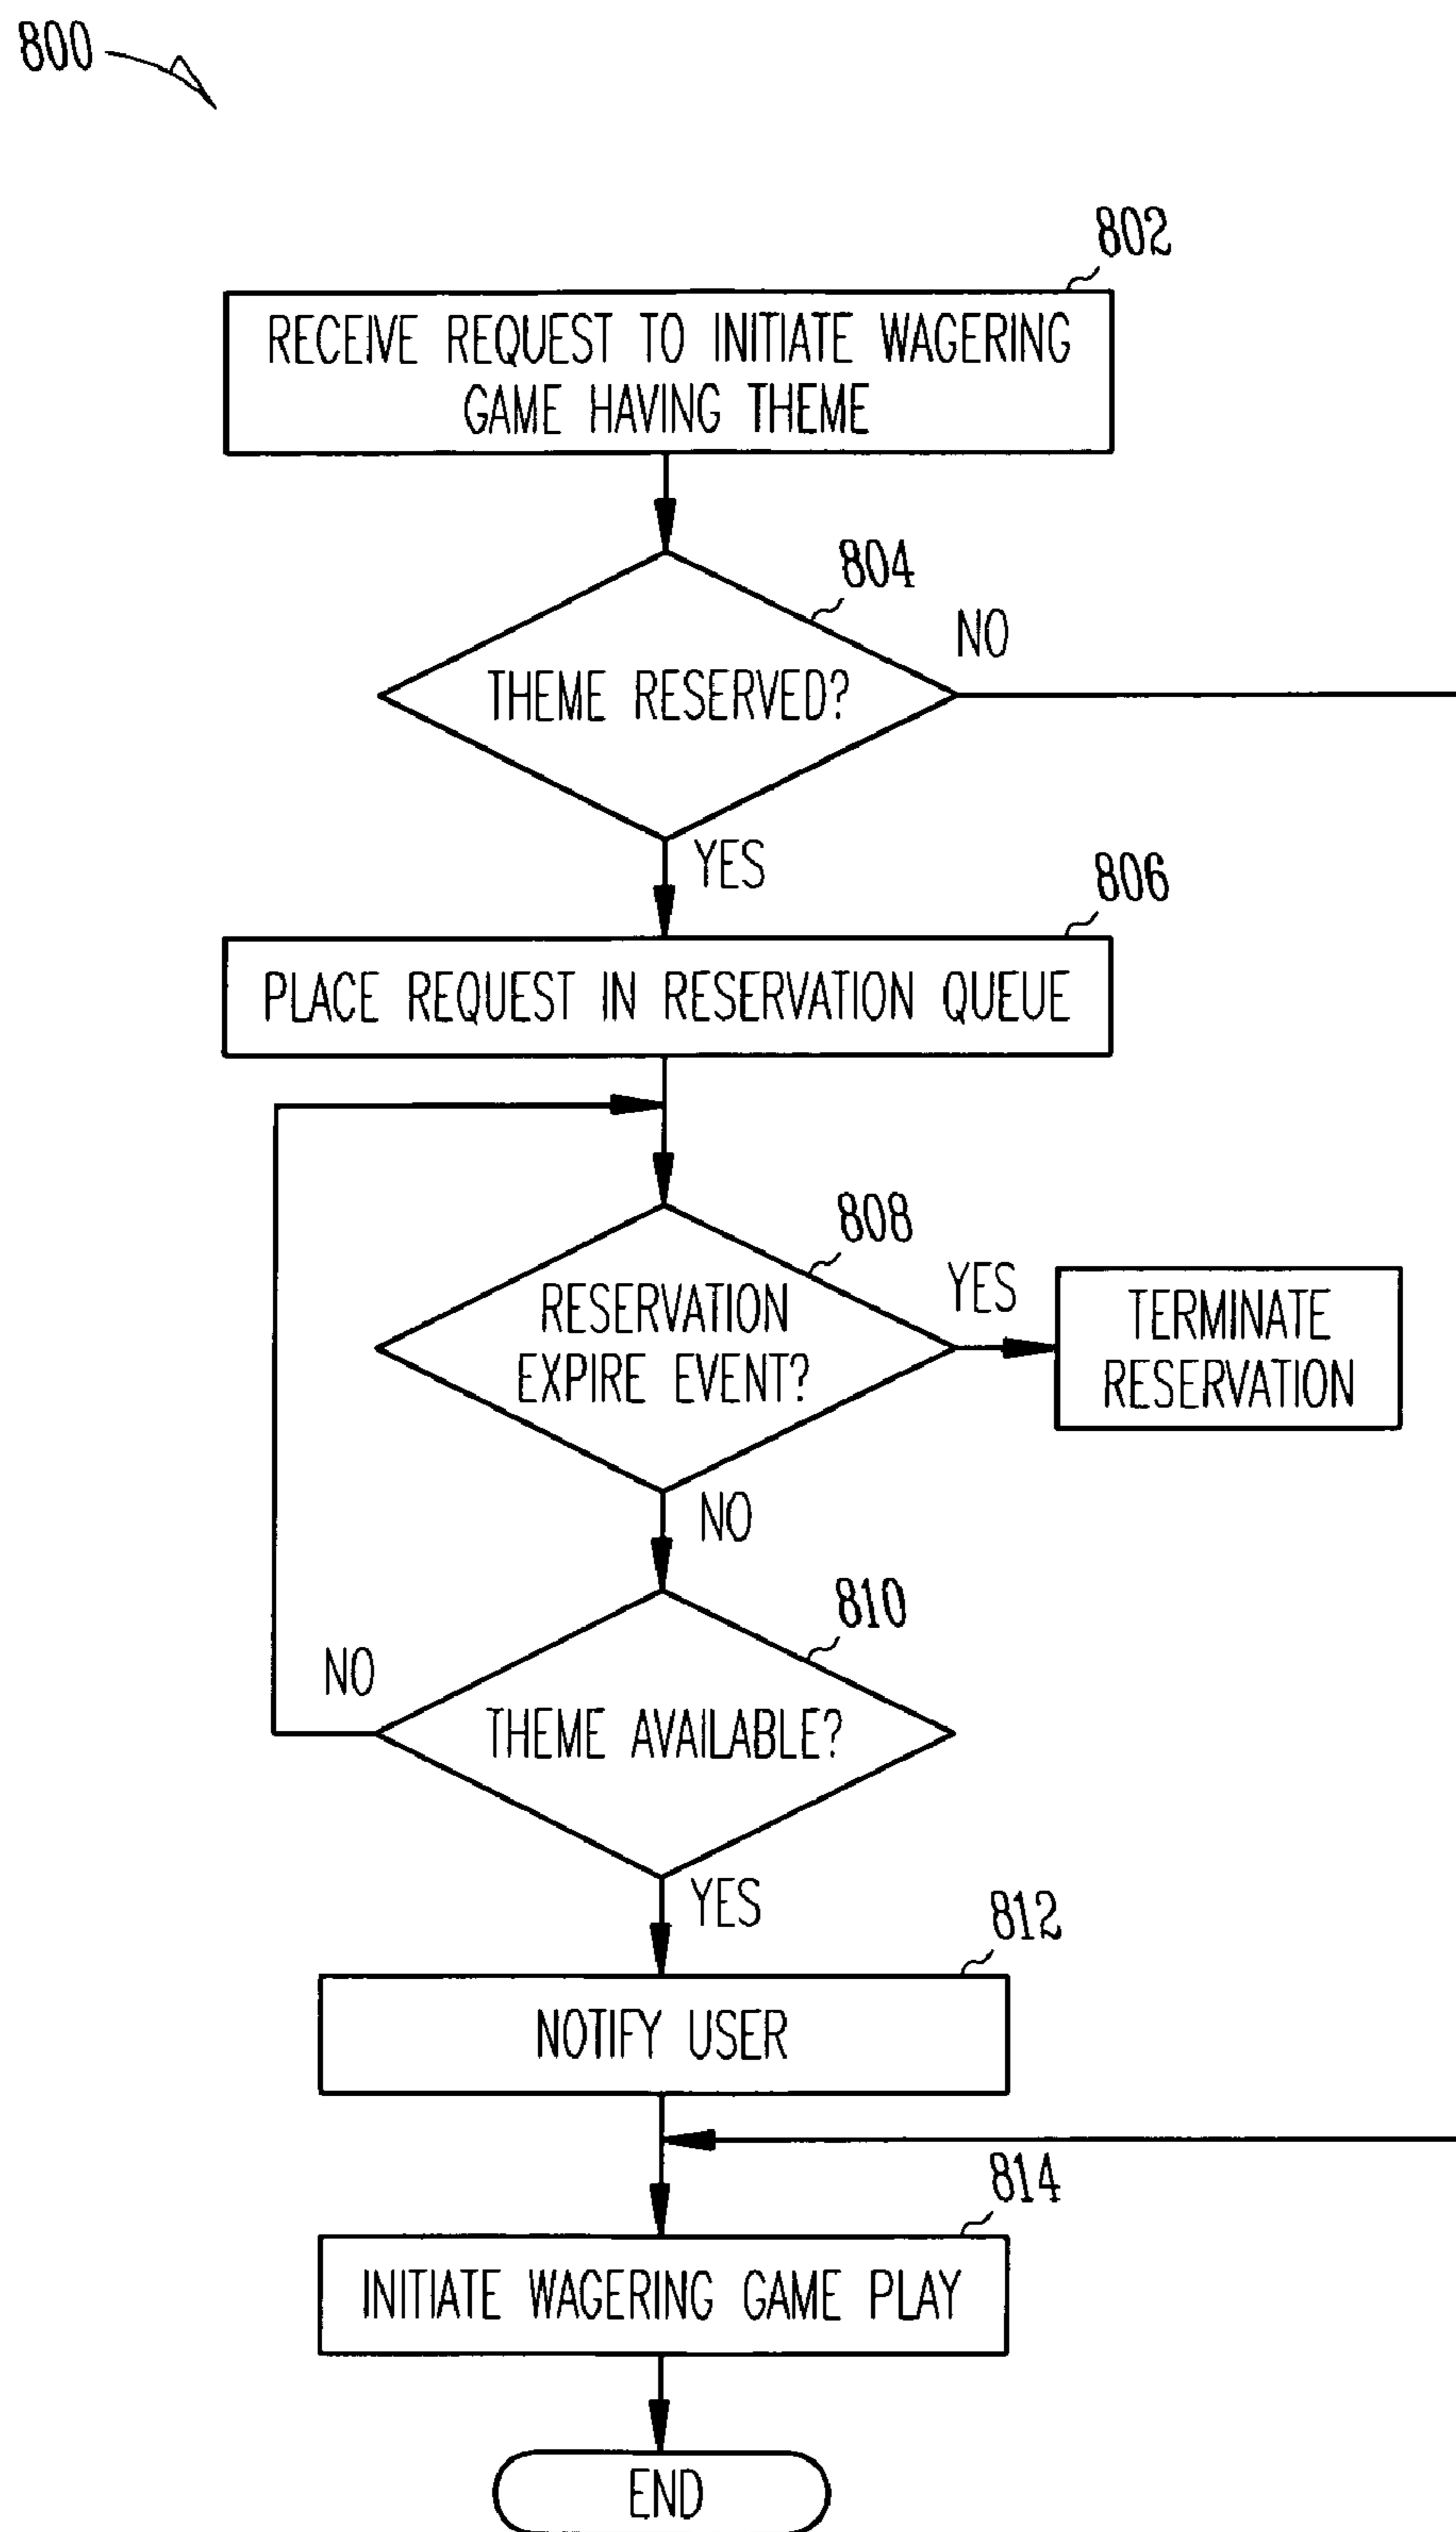 800
802
RECEIVE REQUEST TO INITIATE WAGERING
GAME HAVING THEME
804
NO
THEME RESERVED?
YES
806
PLACE REQUEST IN RESERVATION QUEUE
808
RESERVATION
EXPIRE EVENT?
YES
TERMINATE
RESERVATION
NO
810
NO
THEME AVAILABLE?
YES
812
NOTIFY USER
814
INITIATE WAGERING GAME PLAY
END